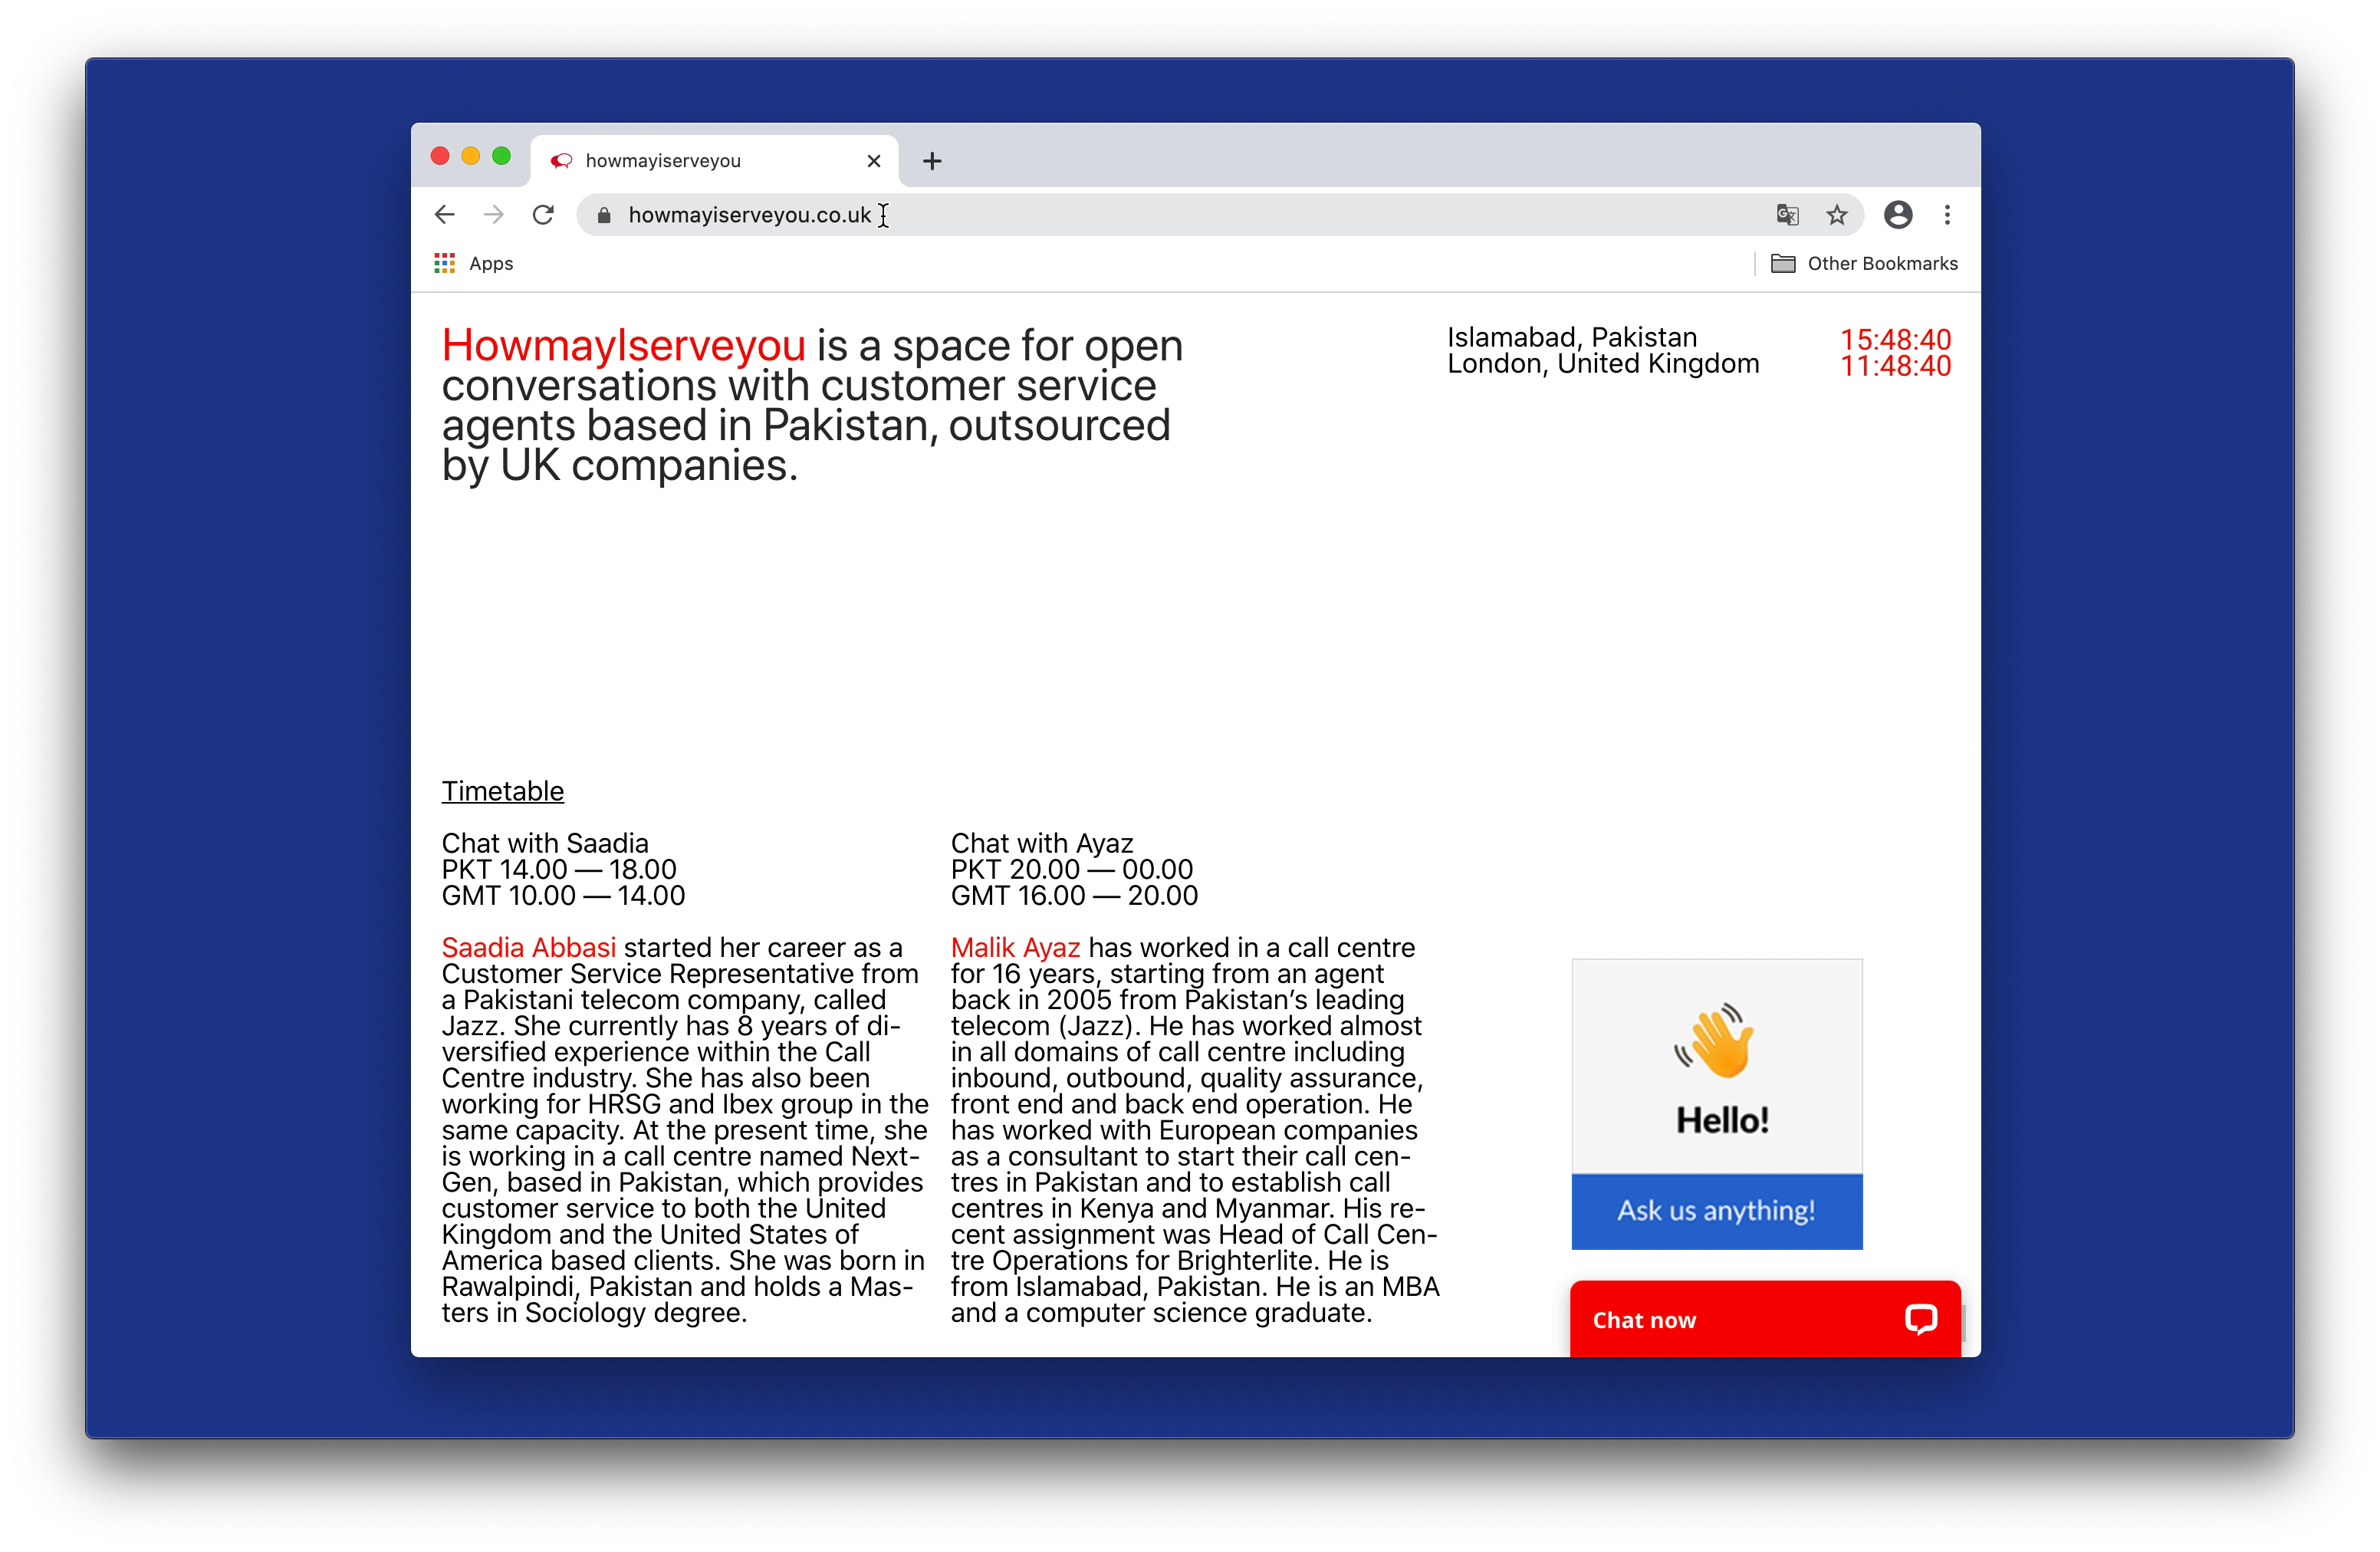 howmayiserveyou
howmayiserveyou.co.uk
Apps
Other Bookmarks
HowmayIserveyou is a space for open
conversations with customer service
agents based in Pakistan, outsourced
by UK companies.
Islamabad, Pakistan 15:48:40
London, United Kingdom 11:48:40
Timetable
Chat with Saadia
PKT 14.00 — 18.00
GMT 10.00 — 14.00
Saadia Abbasi started her career as a
Customer Service Representative from
a Pakistani telecom company, called
Jazz. She currently has 8 years of di-
versified experience within the Call
Centre industry. She has also been
working for HRSG and Ibex group in the
same capacity. At the present time, she
is working in a call centre named Next-
Gen, based in Pakistan, which provides
customer service to both the United
Kingdom and the United States of
America based clients. She was born in
Rawalpindi, Pakistan and holds a Mas-
ters in Sociology degree.
Chat with Ayaz
PKT 20.00 — 00.00
GMT 16.00 — 20.00
Malik Ayaz has worked in a call centre
for 16 years, starting from an agent
back in 2005 from Pakistan’s leading
telecom (Jazz). He has worked almost
in all domains of call centre including
inbound, outbound, quality assurance,
front end and back end operation. He
has worked with European companies
as a consultant to start their call cen-
tres in Pakistan and to establish call
centres in Kenya and Myanmar. His re-
cent assignment was Head of Call Cen-
tre Operations for Brighterlite. He is
from Islamabad, Pakistan. He is an MBA
and a computer science graduate.
Hello!
Ask us anything!
Chat now